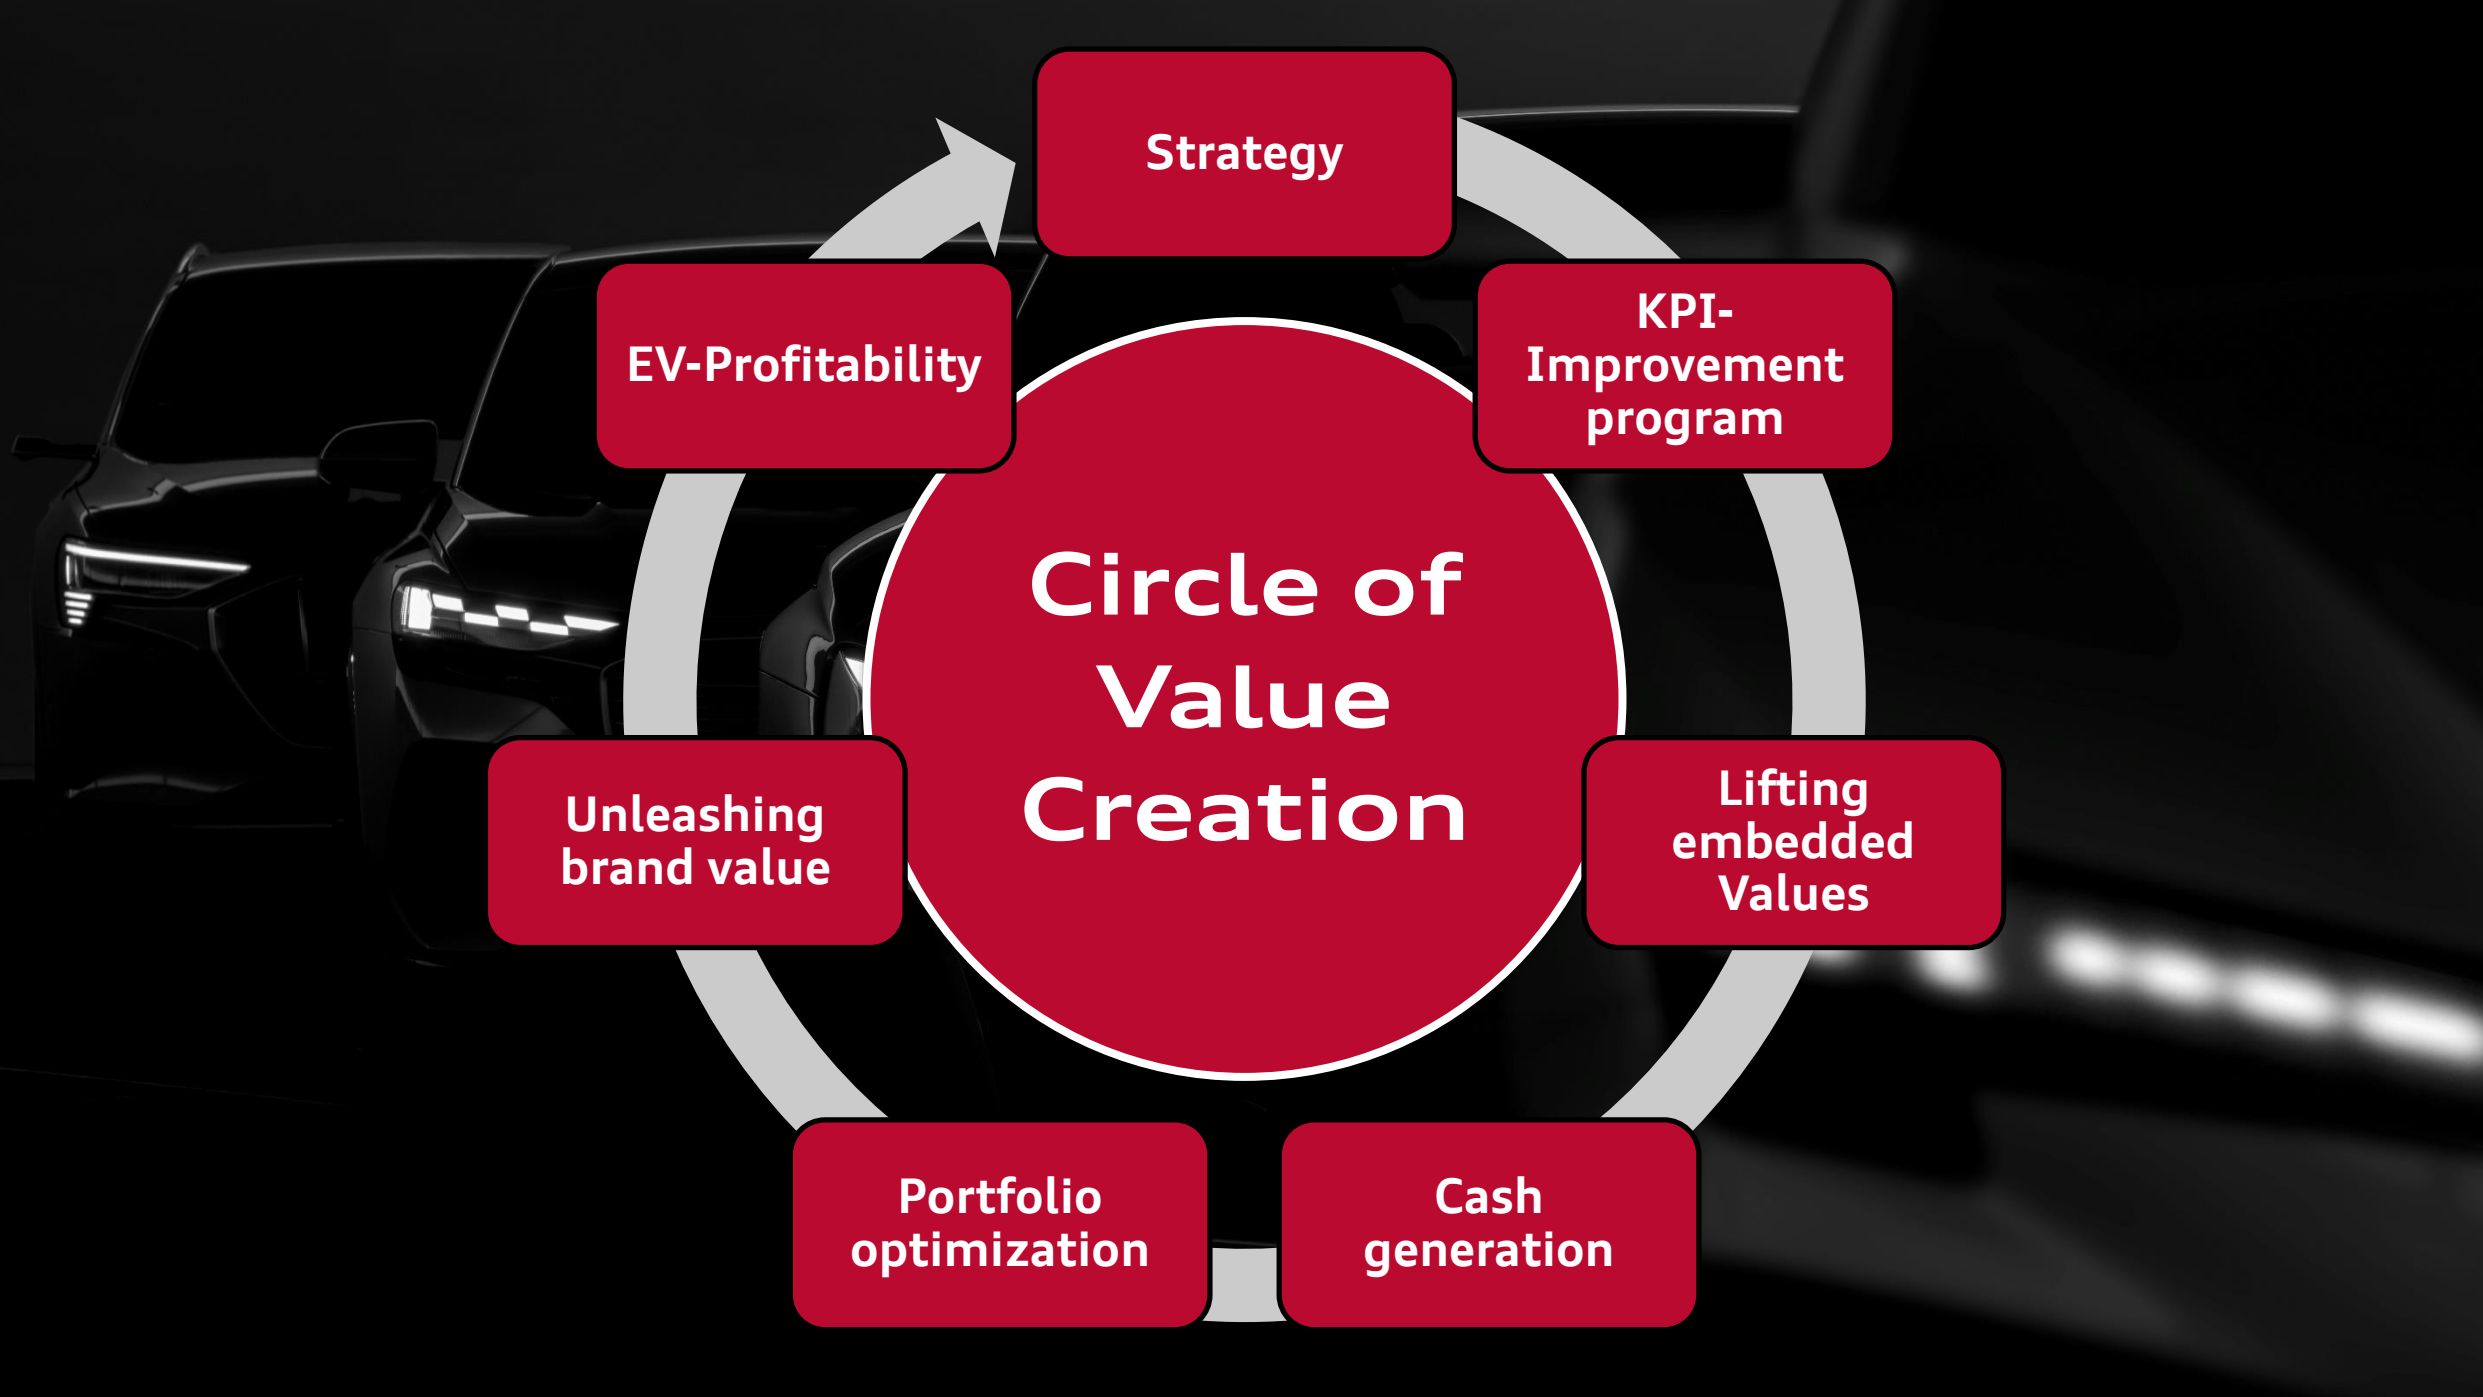 Strategy
KPI-
Improvement
program
Lifting
embedded
Values
Cash
generation
Portfolio
optimization
Unleashing
brand value
EV-Profitability
Circle of
Value
Creation